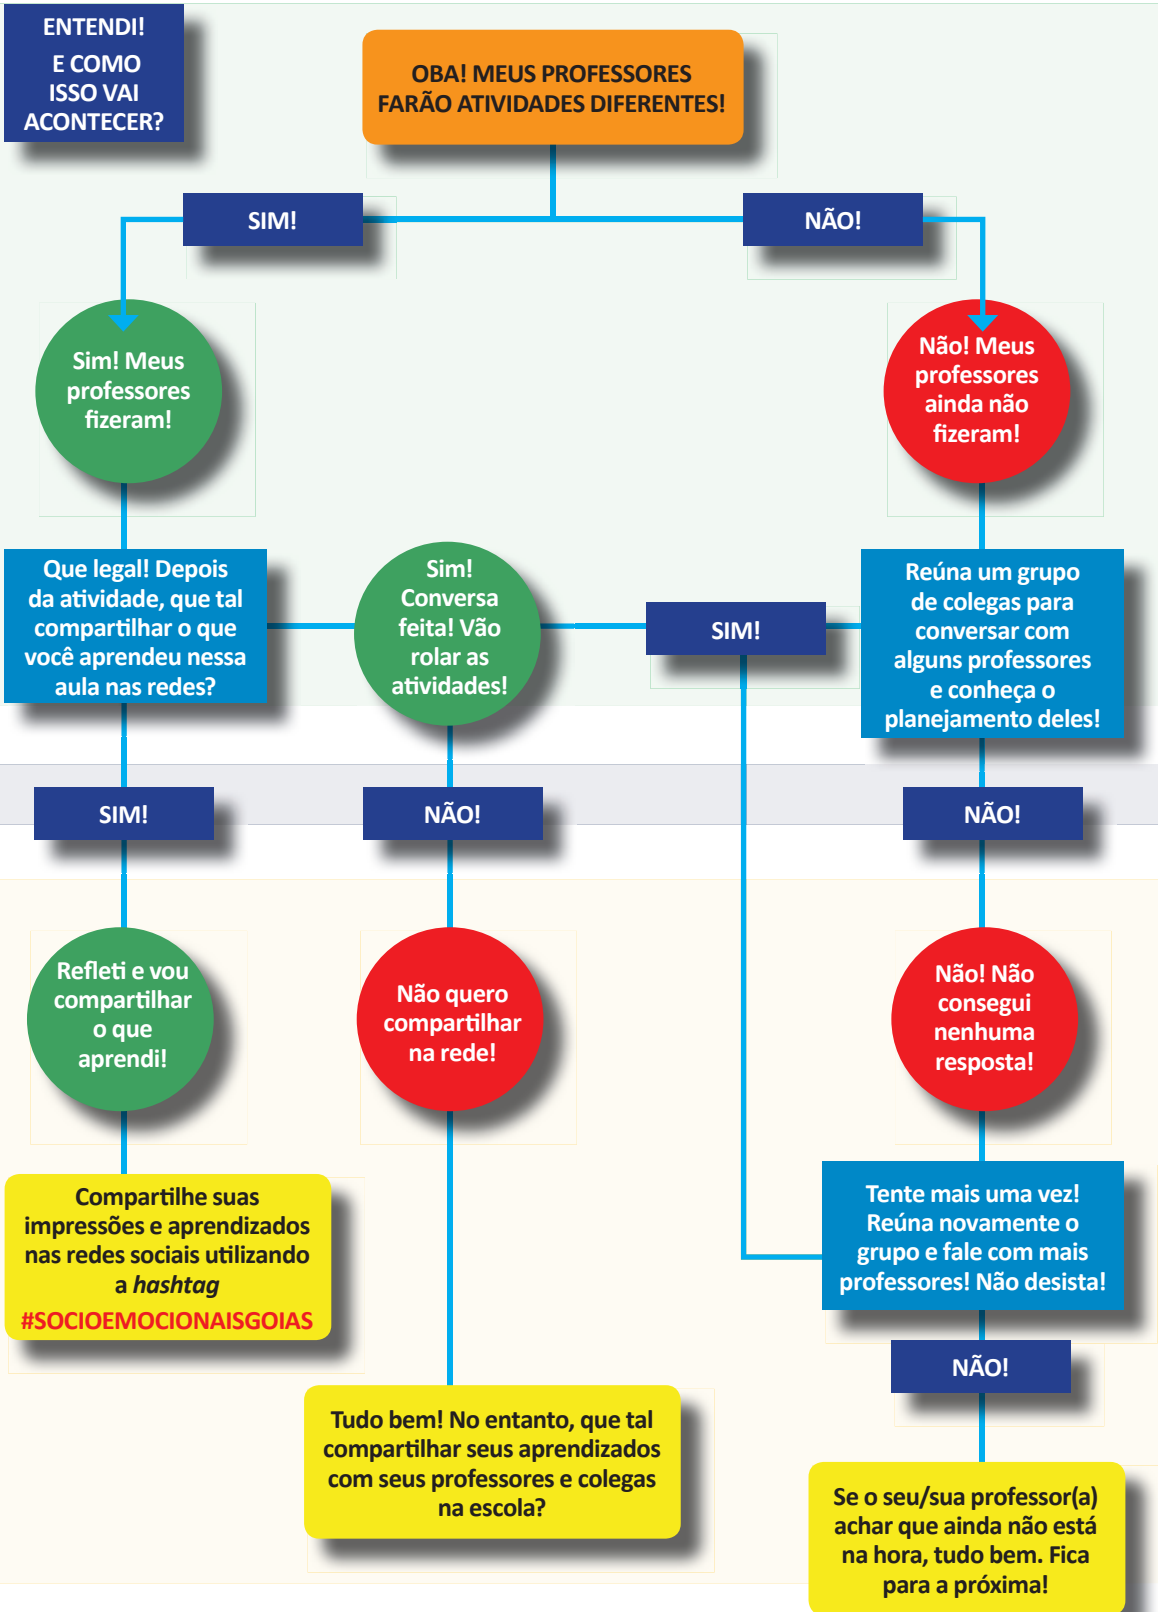 ENTENDI!
E COMO
ISSO VAI
ACONTECER?
OBA! MEUS PROFESSORES
FARÃO ATIVIDADES DIFERENTES!
SIM!
NÃO!
Sim! Meus
professores
fizeram!
Não! Meus
professores
ainda não
fizeram!
Que legal! Depois
da atividade, que tal
compartilhar o que
você aprendeu nessa
aula nas redes?
Sim!
Conversa
feita! Vão
rolar as
atividades!
SIM!
Reúna um grupo
de colegas para
conversar com
alguns professores
e conheça o
planejamento deles!
SIM!
NÃO!
NÃO!
Refleti e vou
compartilhar
o que
aprendi!
Não quero
compartilhar
na rede!
Não! Não
consegui
nenhuma
resposta!
Compartilhe suas
impressões e aprendizados
nas redes sociais utilizando
a hashtag
#SOCIOEMOCIONAISGOIAS
Tente mais uma vez!
Reúna novamente o
grupo e fale com mais
professores! Não desista!
NÃO!
Tudo bem! No entanto, que tal
compartilhar seus aprendizados
com seus professores e colegas
na escola?
Se o seu/sua professor(a)
achar que ainda não está
na hora, tudo bem. Fica
para a próxima!